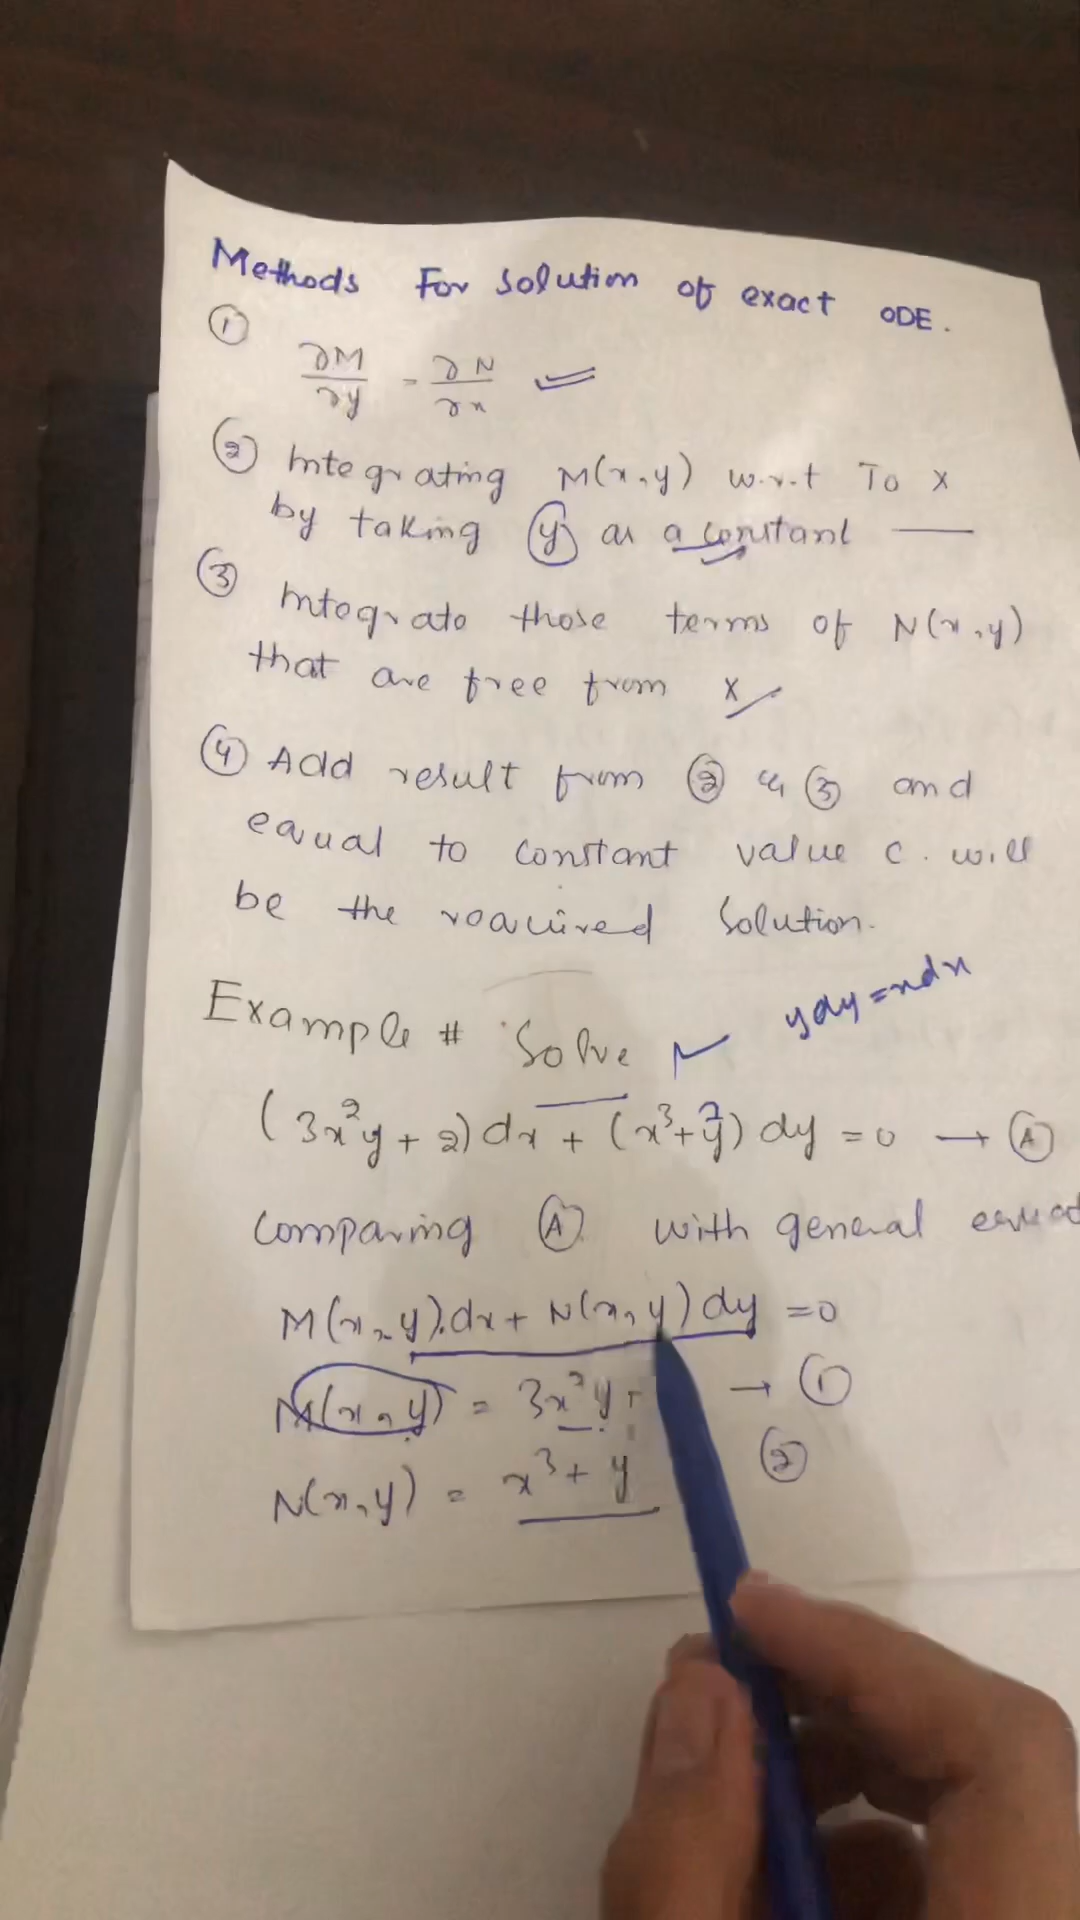 Methods For Solution of exact ODE.
①
∂M/∂y = ∂N/∂x
② Integrating M(x,y) w.r.t To x
by taking y as a constant
③ Integrate those terms of N(x,y)
that are free from x
④ Add result from ② & ③ and
equal to constant value c. will
be the required Solution.
ydy = xdx
Example # Solve
(3x²y + 2)dx + (x³+y²)dy = 0 → Ⓐ
Comparing Ⓐ with general
M(x,y).dx + N(x,y)dy = 0
M(x,y) = 3x²y + → ①
N(x,y) = x³ + y ②